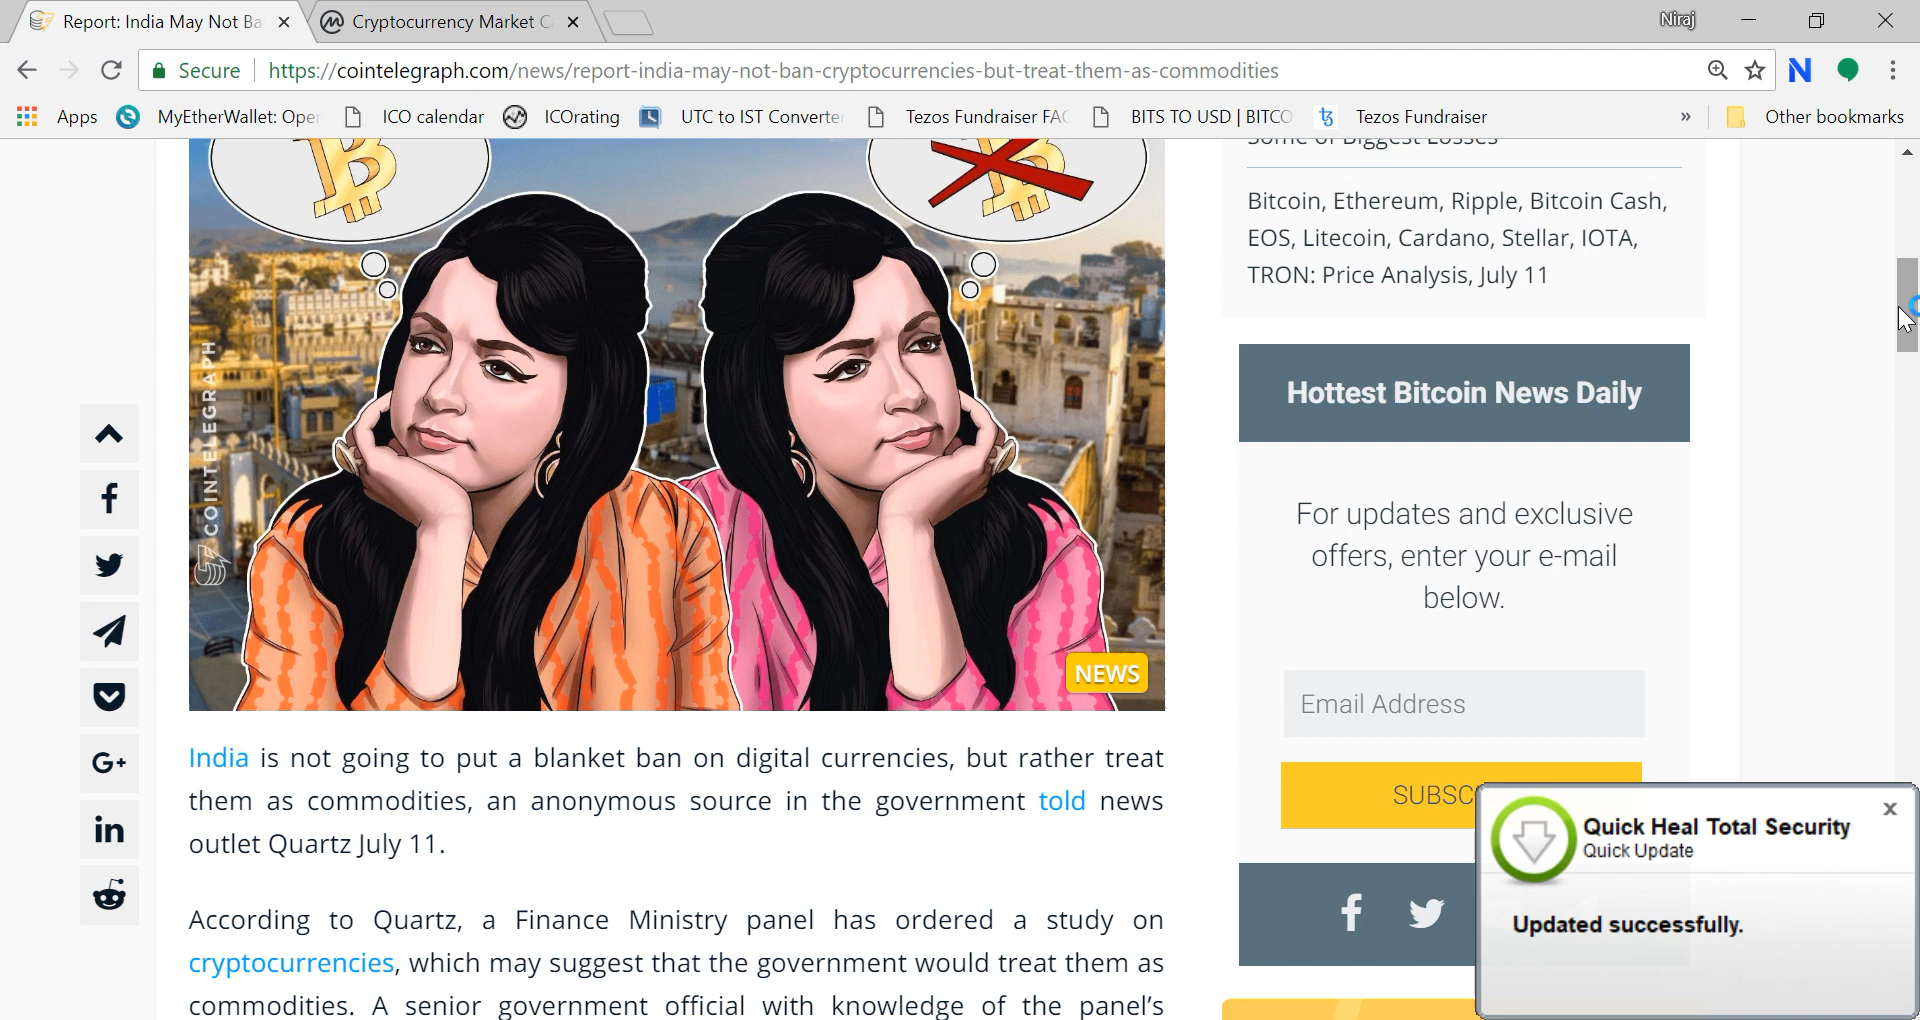 Report: India May Not Ba
Cryptocurrency Market C
Niraj
Secure
https://cointelegraph.com/news/report-india-may-not-ban-cryptocurrencies-but-treat-them-as-commodities
N
Apps
MyEtherWallet: Ope
ICO calendar
ICOrating
UTC to IST Converte
Tezos Fundraiser FA
BITS TO USD | BITCO
Tezos Fundraiser
»
Other bookmarks
Some of Biggest Losses
Bitcoin, Ethereum, Ripple, Bitcoin Cash,
EOS, Litecoin, Cardano, Stellar, IOTA,
TRON: Price Analysis, July 11
COINTELEGRAPH
NEWS
Hottest Bitcoin News Daily
For updates and exclusive
offers, enter your e-mail
below.
Email Address
SUBSC
G+
in
India is not going to put a blanket ban on digital currencies, but rather treat
them as commodities, an anonymous source in the government told news
outlet Quartz July 11.
According to Quartz, a Finance Ministry panel has ordered a study on
cryptocurrencies, which may suggest that the government would treat them as
commodities. A senior government official with knowledge of the panel’s
Quick Heal Total Security
Quick Update
Updated successfully.